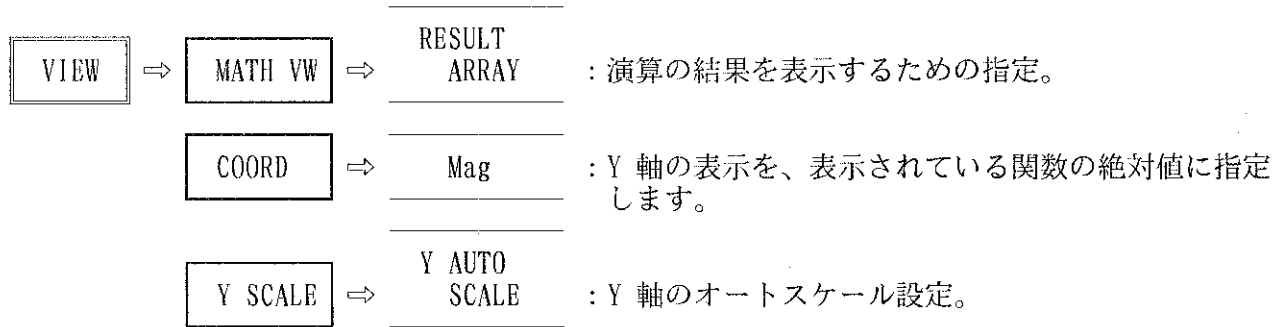 VIEW ⇨ MATH VW ⇨ RESULT ARRAY :演算の結果を表示するための指定。
COORD ⇨ Mag :Y 軸の表示を、表示されている関数の絶対値に指定
します。
Y SCALE ⇨ Y AUTO SCALE :Y 軸のオートスケール設定。